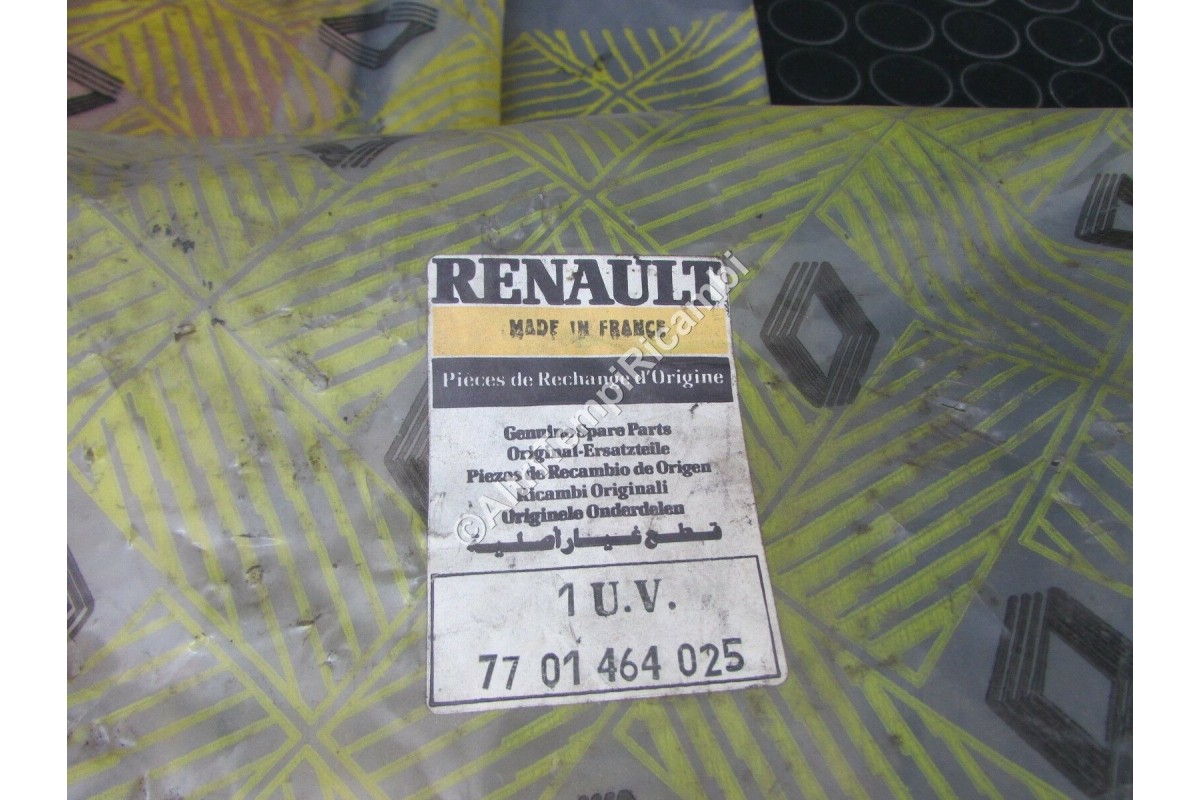 RENAULT
MADE IN FRANCE
Pièces de Rechange d'Origine
Genuine Spare Parts
Original-Ersatzteile
Piezas de Recambio de Origen
Ricambi Originali
Originele Onderdelen
قطع غيار أصلية
1 U.V.
77 01 464 025
©AltriTempiRicambi